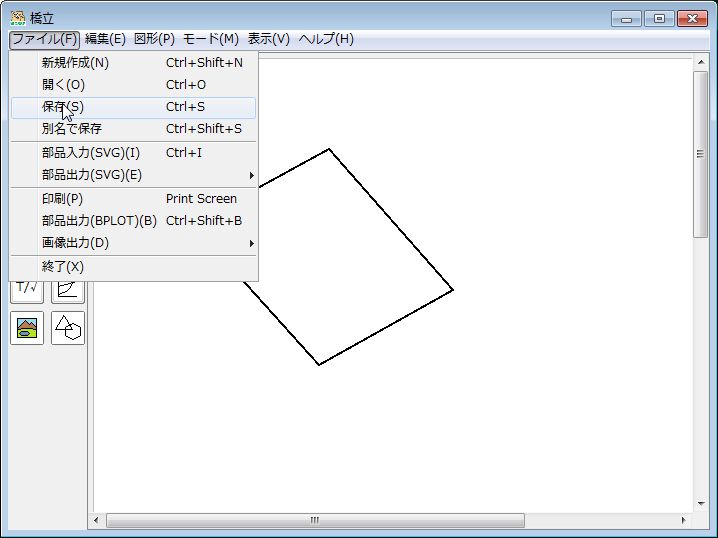 橋立
ファイル(F) 編集(E) 図形(P) モード(M) 表示(V) ヘルプ(H)
新規作成(N) Ctrl+Shift+N
開く(O) Ctrl+O
保存(S) Ctrl+S
別名で保存 Ctrl+Shift+S
部品入力(SVG)(I) Ctrl+I
部品出力(SVG)(E)
印刷(P) Print Screen
部品出力(BPLOT)(B) Ctrl+Shift+B
画像出力(D)
終了(X)
T/√